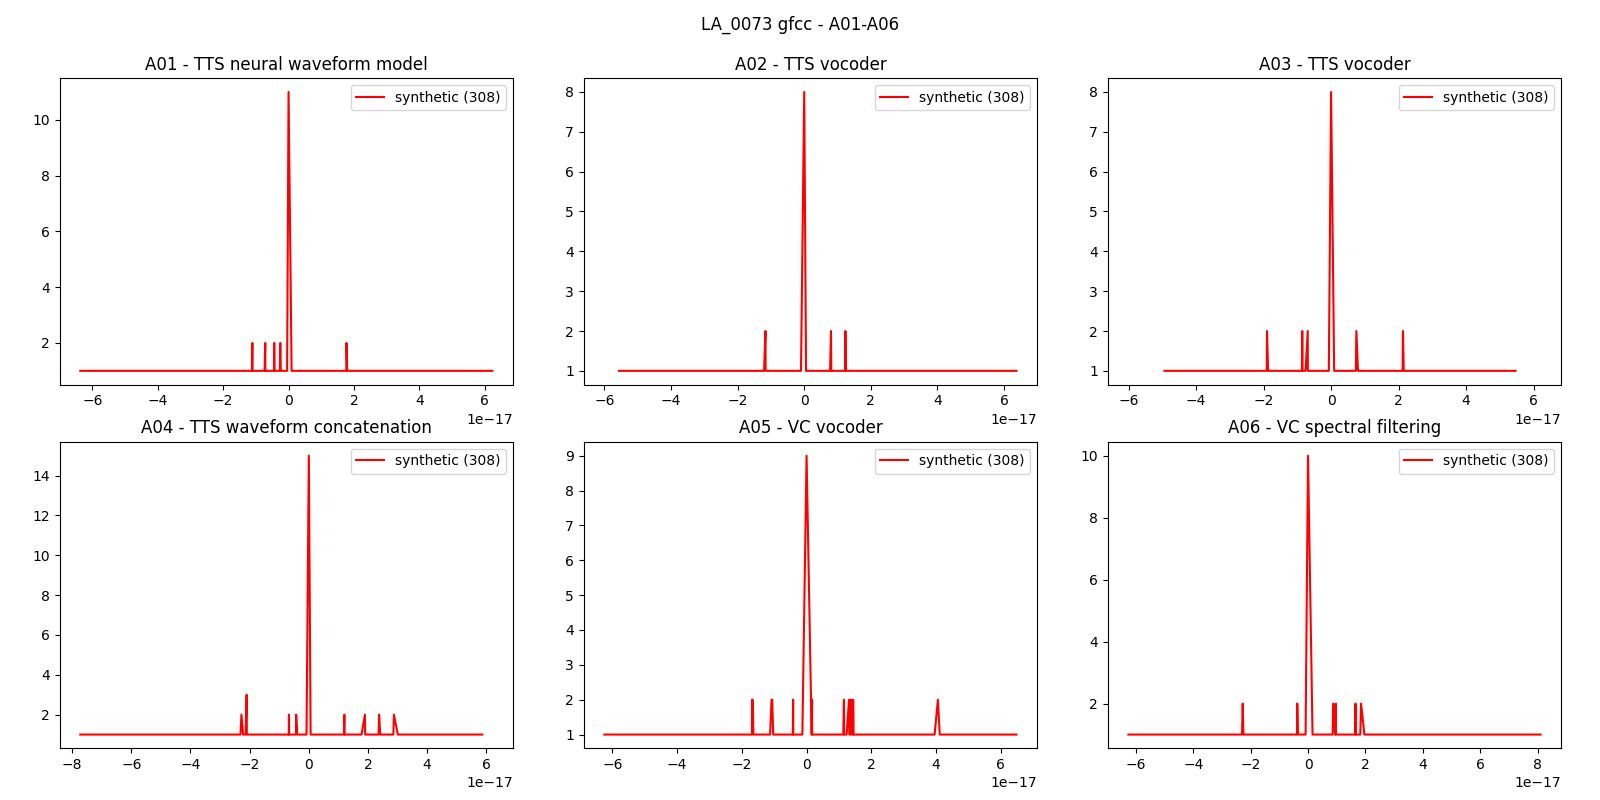 LA_0073 gfcc - A01-A06
A01 - TTS neural waveform model
synthetic (308)
10
8
6
4
2
−6 −4 −2 0 2 4 6
1e−17
A02 - TTS vocoder
synthetic (308)
8
7
6
5
4
3
2
1
−6 −4 −2 0 2 4 6
1e−17
A03 - TTS vocoder
synthetic (308)
8
7
6
5
4
3
2
1
−6 −4 −2 0 2 4 6
1e−17
A04 - TTS waveform concatenation
synthetic (308)
14
12
10
8
6
4
2
−8 −6 −4 −2 0 2 4 6
1e−17
A05 - VC vocoder
synthetic (308)
9
8
7
6
5
4
3
2
1
−6 −4 −2 0 2 4 6
1e−17
A06 - VC spectral filtering
synthetic (308)
10
8
6
4
2
−6 −4 −2 0 2 4 6 8
1e−17